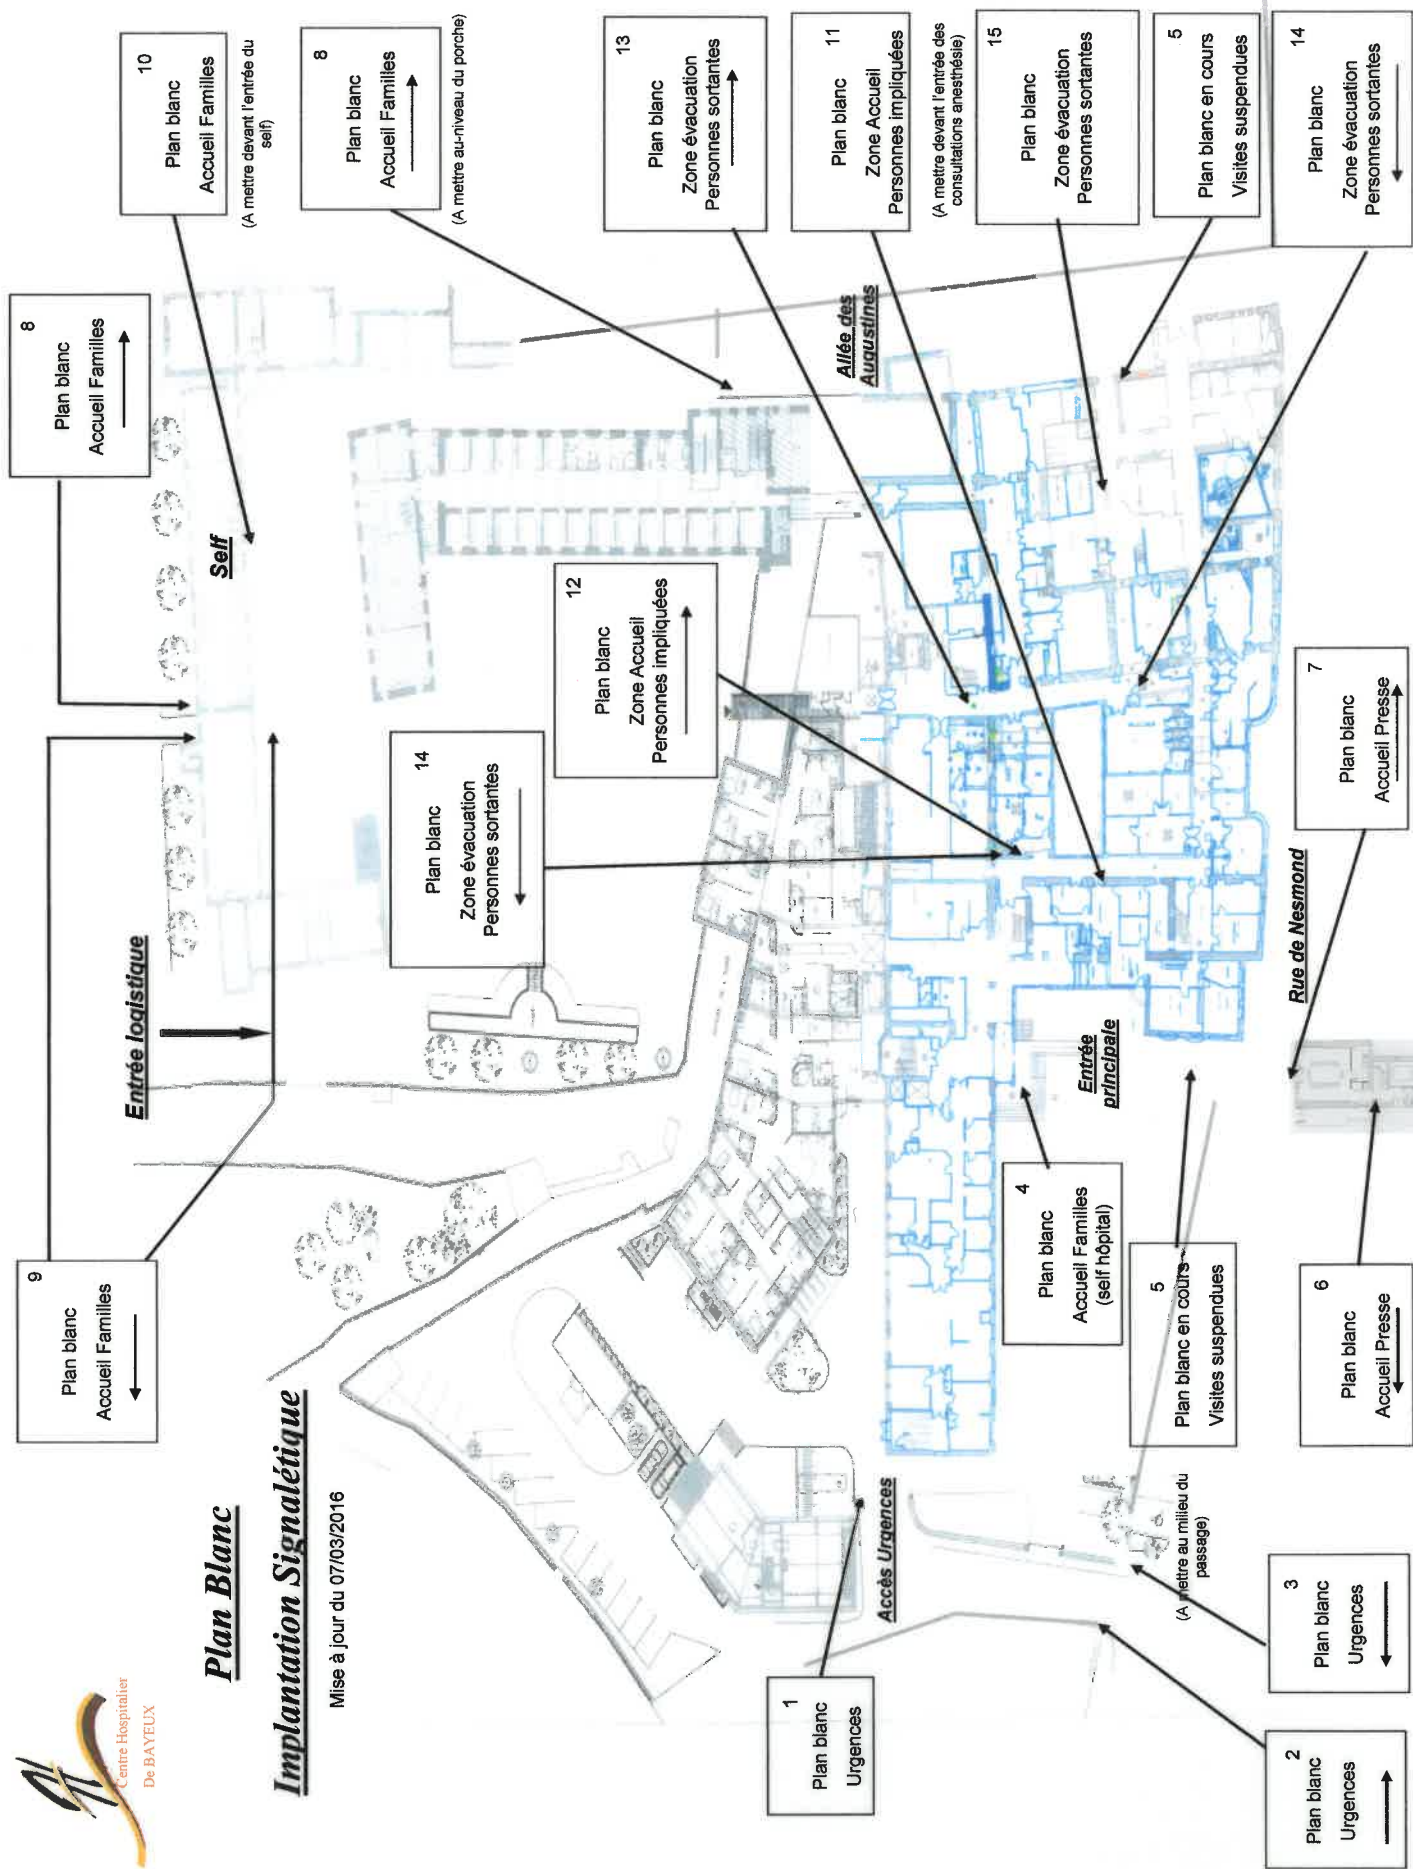 Centre Hospitalier
De BAYEUX
Plan Blanc
Implantation Signalétique
Mise à jour du 07/03/2016
9
Plan blanc
Accueil Familles
←
8
Plan blanc
Accueil Familles
→
10
Plan blanc
Accueil Familles
(A mettre devant l'entrée du
self)
8
Plan blanc
Accueil Familles
→
(A mettre au-niveau du porche)
Entrée logistique
Self
14
Plan blanc
Zone évacuation
Personnes sortantes
←
12
Plan blanc
Zone Accueil
Personnes impliquées
→
13
Plan blanc
Zone évacuation
Personnes sortantes
→
11
Plan blanc
Zone Accueil
Personnes impliquées
(A mettre devant l'entrée des
consultations anesthésie)
Allée des
Augustines
15
Plan blanc
Zone évacuation
Personnes sortantes
5
Plan blanc en cours
Visites suspendues
14
Plan blanc
Zone évacuation
Personnes sortantes
←
1
Plan blanc
Urgences
Accès Urgences
Entrée
principale
4
Plan blanc
Accueil Familles
(self hôpital)
5
Plan blanc en cours
Visites suspendues
(A mettre au milieu du
passage)
Rue de Nesmond
2
Plan blanc
Urgences
→
3
Plan blanc
Urgences
←
6
Plan blanc
Accueil Presse
←
7
Plan blanc
Accueil Presse
→